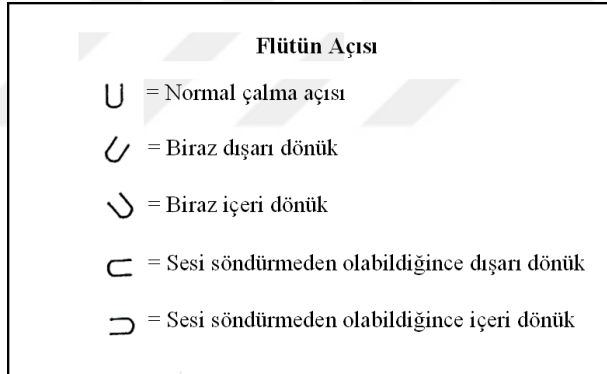 Flütün Açısı
= Normal çalma açısı
= Biraz dışarı dönük
= Biraz içeri dönük
= Sesi söndürmeden olabildiğince dışarı dönük
= Sesi söndürmeden olabildiğince içeri dönük